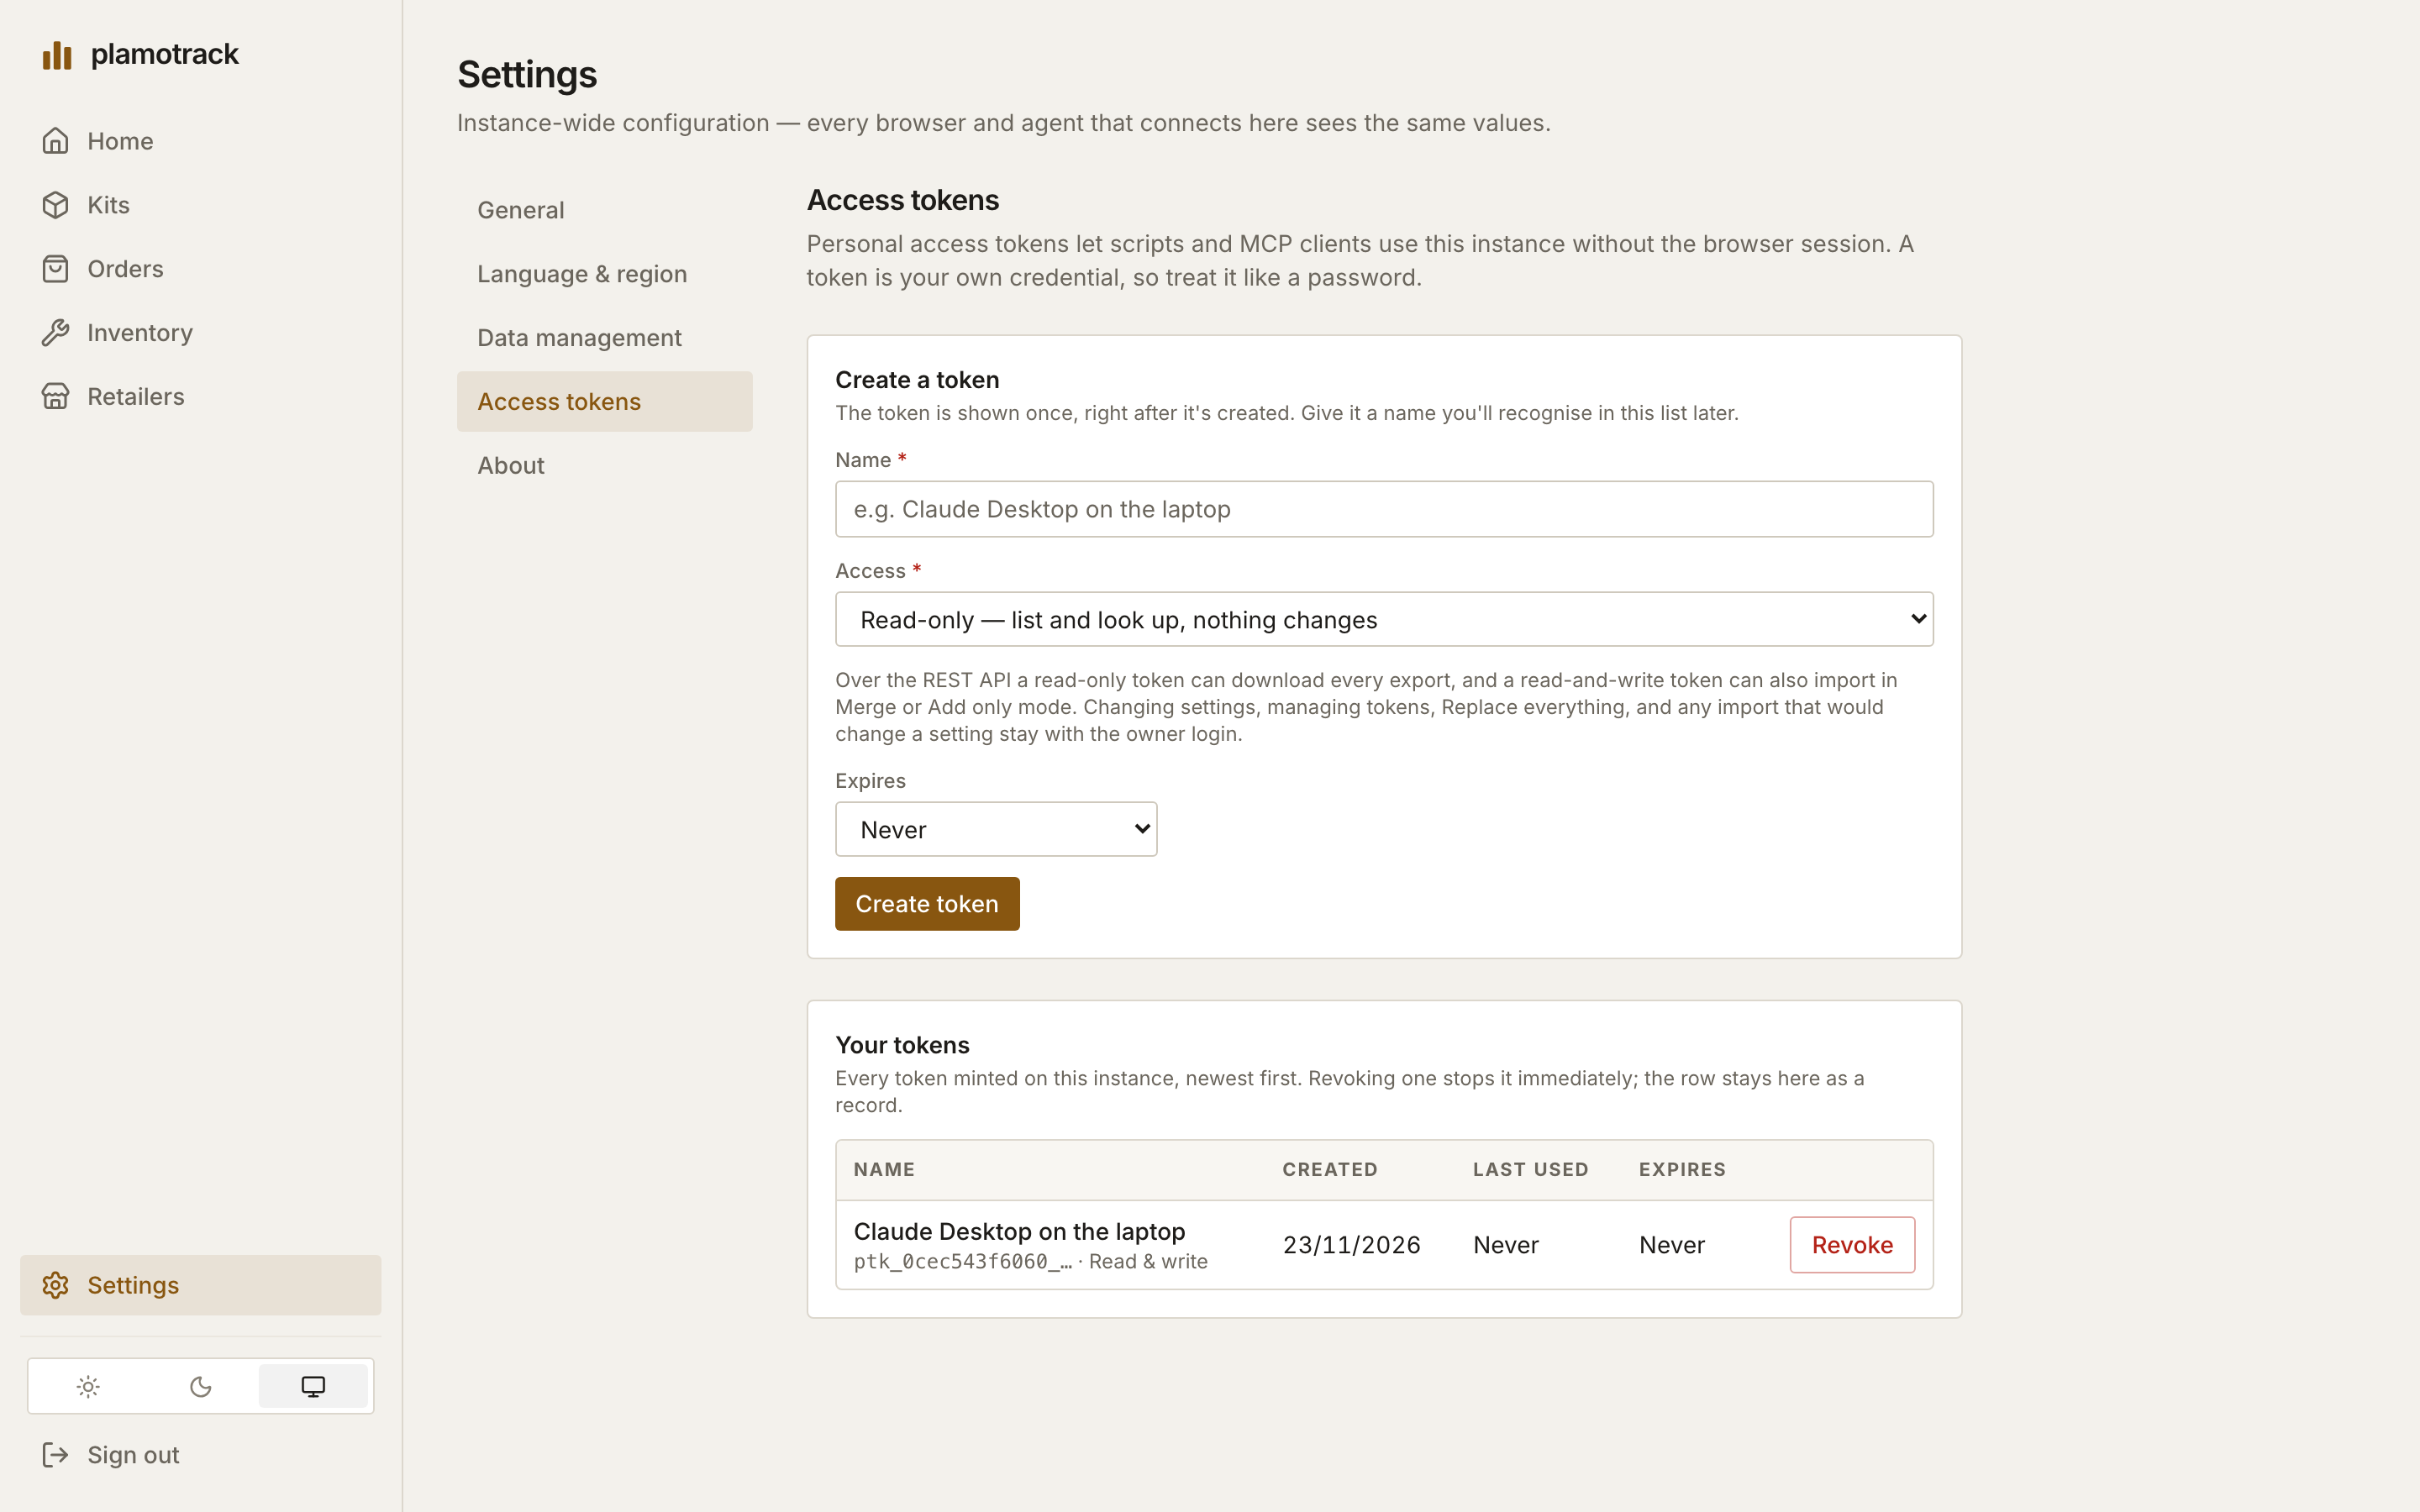 plamotrack
Home
Kits
Orders
Inventory
Retailers
Settings
Sign out
Settings
Instance-wide configuration — every browser and agent that connects here sees the same values.
General
Language & region
Data management
Access tokens
About
Access tokens
Personal access tokens let scripts and MCP clients use this instance without the browser session. A
token is your own credential, so treat it like a password.
Create a token
The token is shown once, right after it's created. Give it a name you'll recognise in this list later.
Name *
e.g. Claude Desktop on the laptop
Access *
Read-only — list and look up, nothing changes
Over the REST API a read-only token can download every export, and a read-and-write token can also import in
Merge or Add only mode. Changing settings, managing tokens, Replace everything, and any import that would
change a setting stay with the owner login.
Expires
Never
Create token
Your tokens
Every token minted on this instance, newest first. Revoking one stops it immediately; the row stays here as a
record.
NAME CREATED LAST USED EXPIRES
Claude Desktop on the laptop
ptk_0cec543f6060_… · Read & write
23/11/2026 Never Never Revoke